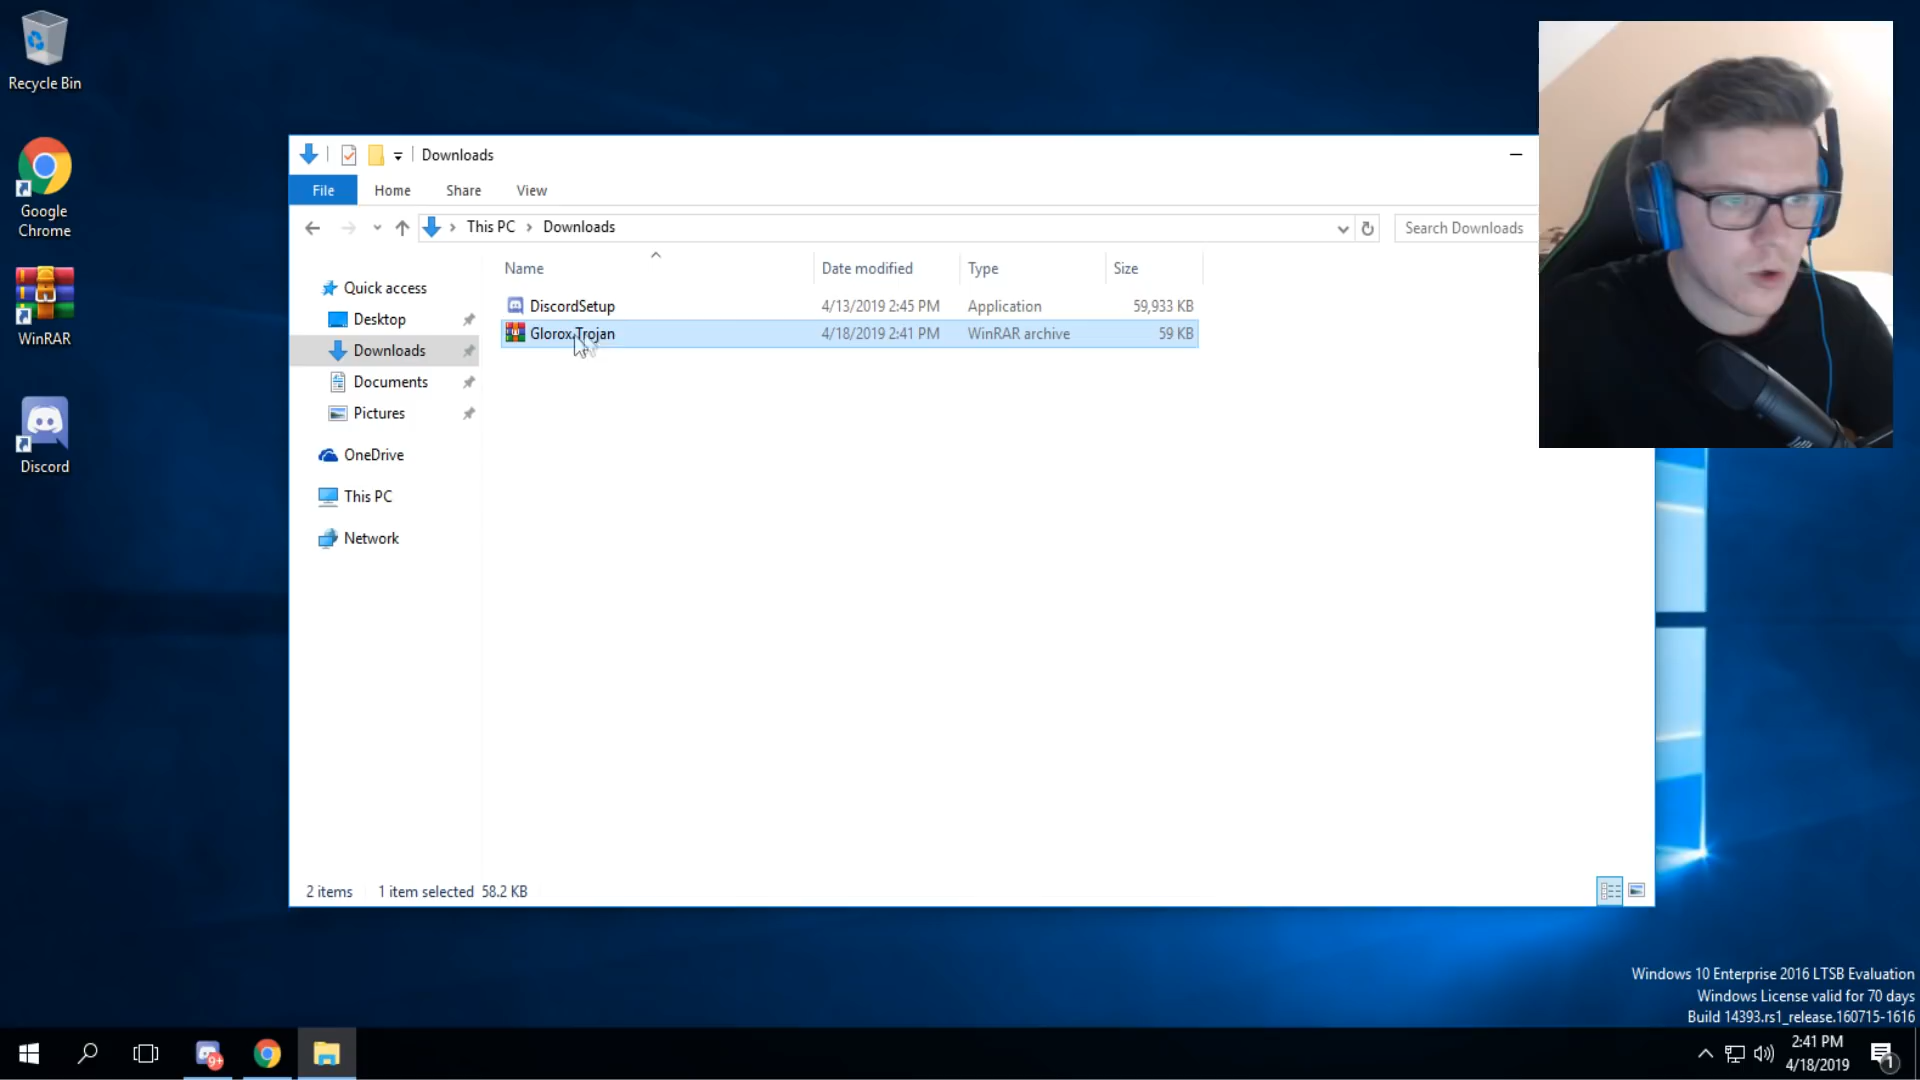 Recycle Bin
Google
Chrome
WinRAR
Discord
Downloads
File Home Share View
This PC Downloads
Search Downloads
Name Date modified Type Size
Quick access
Desktop
Downloads
Documents
Pictures
OneDrive
This PC
Network
DiscordSetup 4/13/2019 2:45 PM Application 59,933 KB
Glorox.Trojan 4/18/2019 2:41 PM WinRAR archive 59 KB
2 items 1 item selected 58.2 KB
Windows 10 Enterprise 2016 LTSB Evaluation
Windows License valid for 70 days
Build 14393.rs1_release.160715-1616
9+
2:41 PM
4/18/2019
1